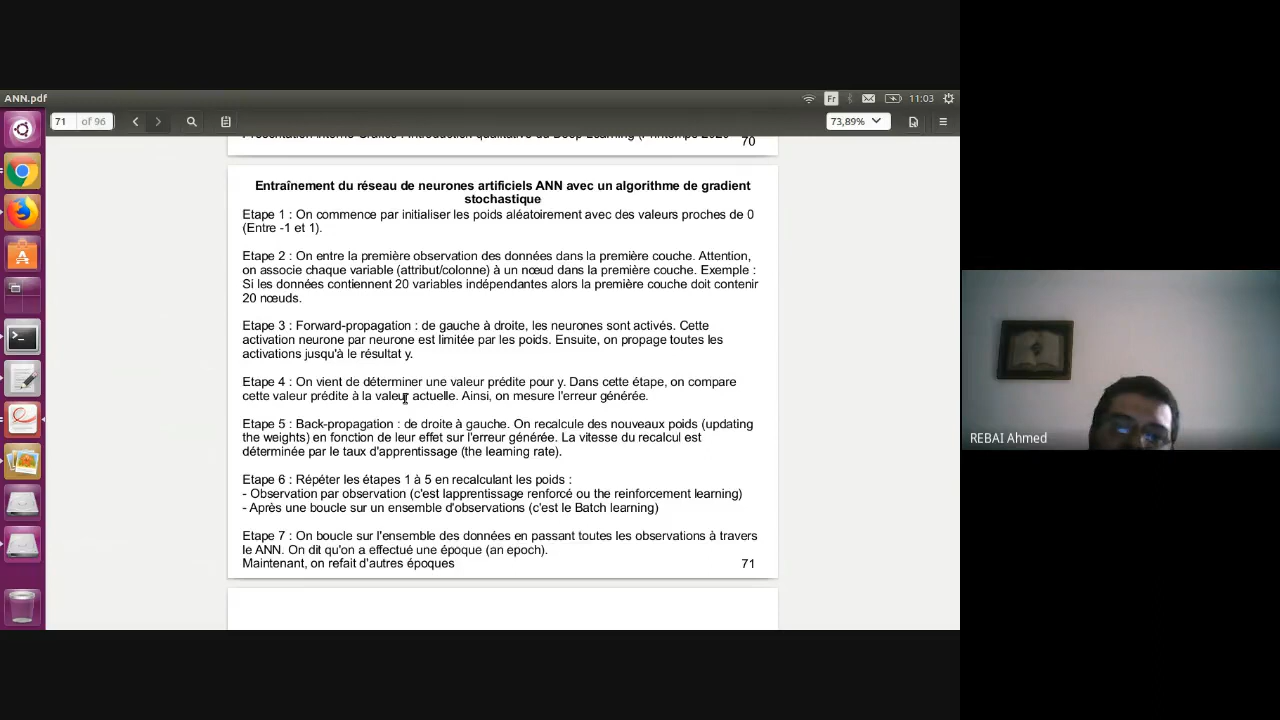 ANN.pdf
Fr
11:03
71 of 96
73,89%
Présentation interne Grafico Introduction qualitative du Deep Learning (Printemps 2020
70
Entraînement du réseau de neurones artificiels ANN avec un algorithme de gradient
stochastique
Etape 1 : On commence par initialiser les poids aléatoirement avec des valeurs proches de 0
(Entre -1 et 1).
Etape 2 : On entre la première observation des données dans la première couche. Attention,
on associe chaque variable (attribut/colonne) à un nœud dans la première couche. Exemple :
Si les données contiennent 20 variables indépendantes alors la première couche doit contenir
20 nœuds.
Etape 3 : Forward-propagation : de gauche à droite, les neurones sont activés. Cette
activation neurone par neurone est limitée par les poids. Ensuite, on propage toutes les
activations jusqu'à le résultat y.
Etape 4 : On vient de déterminer une valeur prédite pour y. Dans cette étape, on compare
cette valeur prédite à la valeur actuelle. Ainsi, on mesure l'erreur générée.
Etape 5 : Back-propagation : de droite à gauche. On recalcule des nouveaux poids (updating
the weights) en fonction de leur effet sur l'erreur générée. La vitesse du recalcul est
déterminée par le taux d'apprentissage (the learning rate).
Etape 6 : Répéter les étapes 1 à 5 en recalculant les poids :
- Observation par observation (c'est lapprentissage renforcé ou the reinforcement learning)
- Après une boucle sur un ensemble d'observations (c'est le Batch learning)
Etape 7 : On boucle sur l'ensemble des données en passant toutes les observations à travers
le ANN. On dit qu'on a effectué une époque (an epoch).
Maintenant, on refait d'autres époques
71
REBAI Ahmed